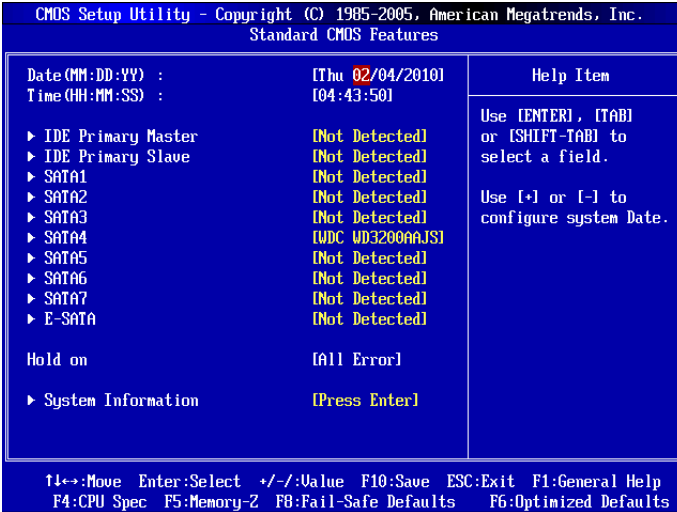 CMOS Setup Utility - Copyright (C) 1985-2005, American Megatrends, Inc.
Standard CMOS Features
Date(MM:DD:YY) : [Thu 02/04/2010]
Time(HH:MM:SS) : [04:43:50]
► IDE Primary Master [Not Detected]
► IDE Primary Slave [Not Detected]
► SATA1 [Not Detected]
► SATA2 [Not Detected]
► SATA3 [Not Detected]
► SATA4 [WDC WD3200AAJS]
► SATA5 [Not Detected]
► SATA6 [Not Detected]
► SATA7 [Not Detected]
► E-SATA [Not Detected]
Hold on [All Error]
► System Information [Press Enter]
Help Item
Use [ENTER], [TAB]
or [SHIFT-TAB] to
select a field.
Use [+] or [-] to
configure system Date.
↑↓↔:Move Enter:Select +/-/:Value F10:Save ESC:Exit F1:General Help
F4:CPU Spec F5:Memory-Z F8:Fail-Safe Defaults F6:Optimized Defaults